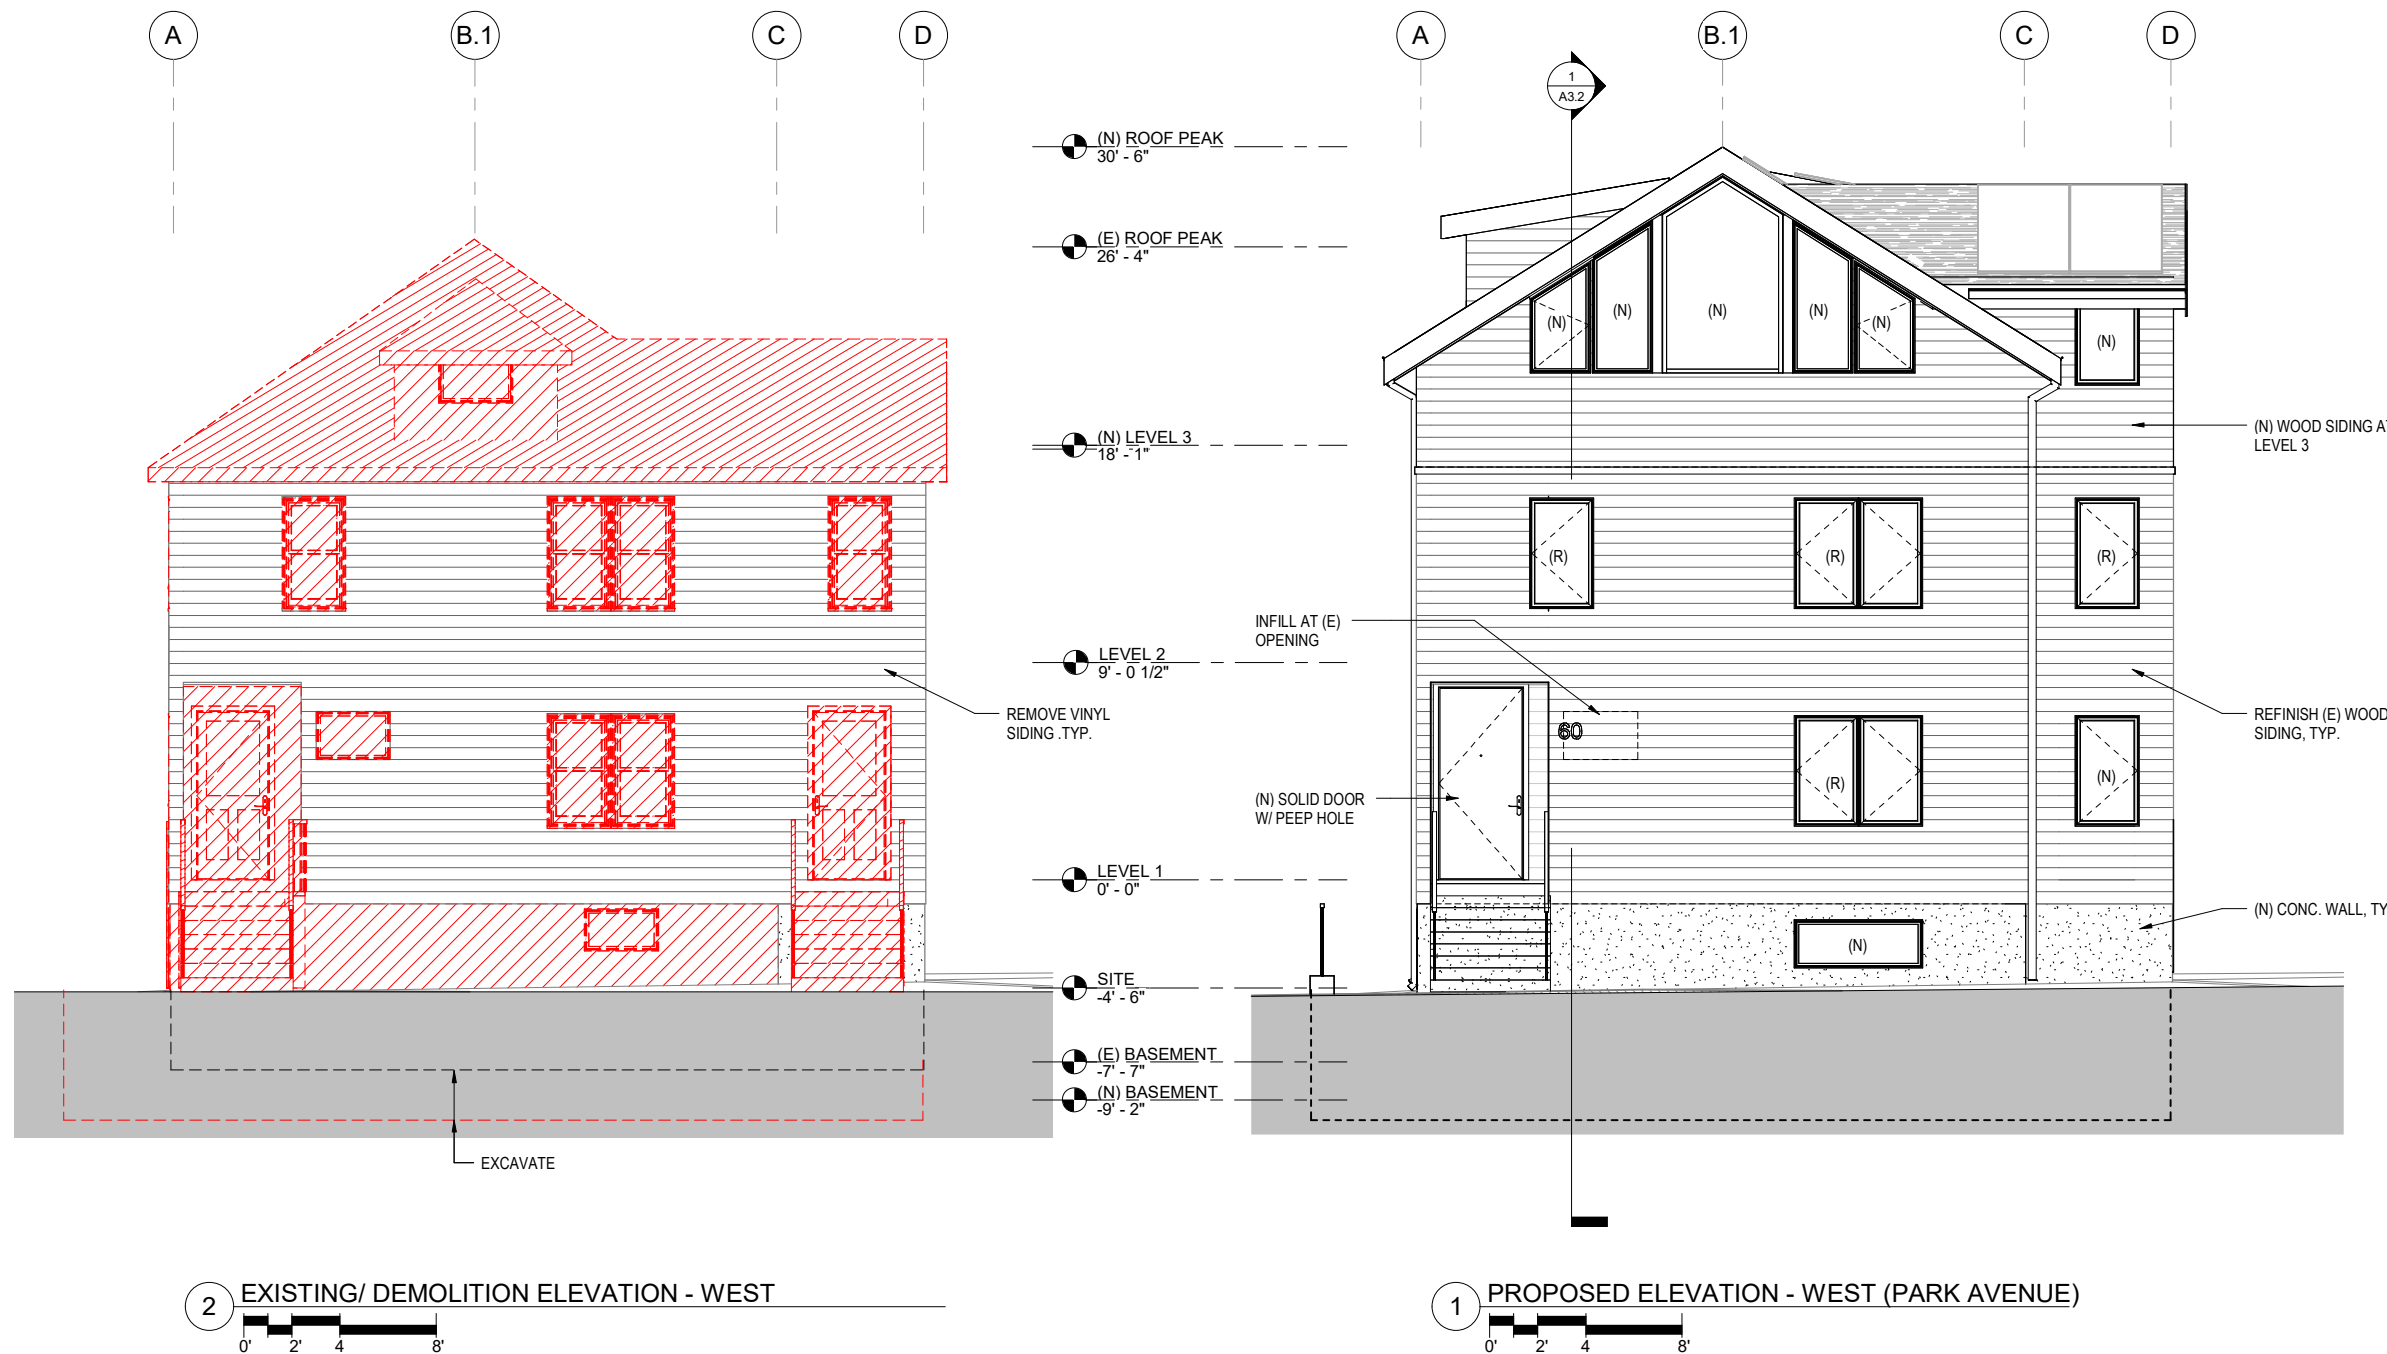 A
B.1
C
D
A
B.1
C
D
1
A3.2
(N) ROOF PEAK
30' - 6"
(E) ROOF PEAK
26' - 4"
(N) LEVEL 3
18' - 1"
LEVEL 2
9' - 0 1/2"
LEVEL 1
0' - 0"
SITE
-4' - 6"
(E) BASEMENT
-7' - 7"
(N) BASEMENT
-9' - 2"
REMOVE VINYL
SIDING .TYP.
EXCAVATE
INFILL AT (E)
OPENING
(N) SOLID DOOR
W/ PEEP HOLE
60
(N)
(N)
(N)
(N)
(N)
(N)
(R)
(R)
(R)
(R)
(N)
(N)
(N) WOOD SIDING AT
LEVEL 3
REFINISH (E) WOOD
SIDING, TYP.
(N) CONC. WALL, TY
2
EXISTING/ DEMOLITION ELEVATION - WEST
0' 2' 4 8'
1
PROPOSED ELEVATION - WEST (PARK AVENUE)
0' 2' 4 8'